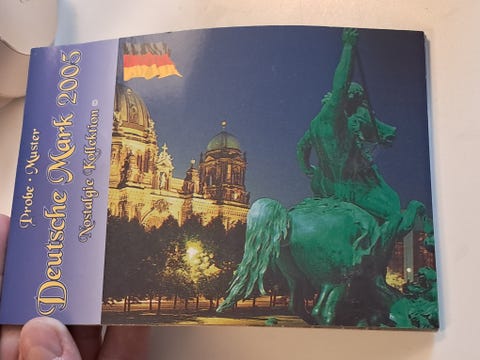 Probe · Muster
Deutsche Mark 2005
Nostalgie Kollektion ©